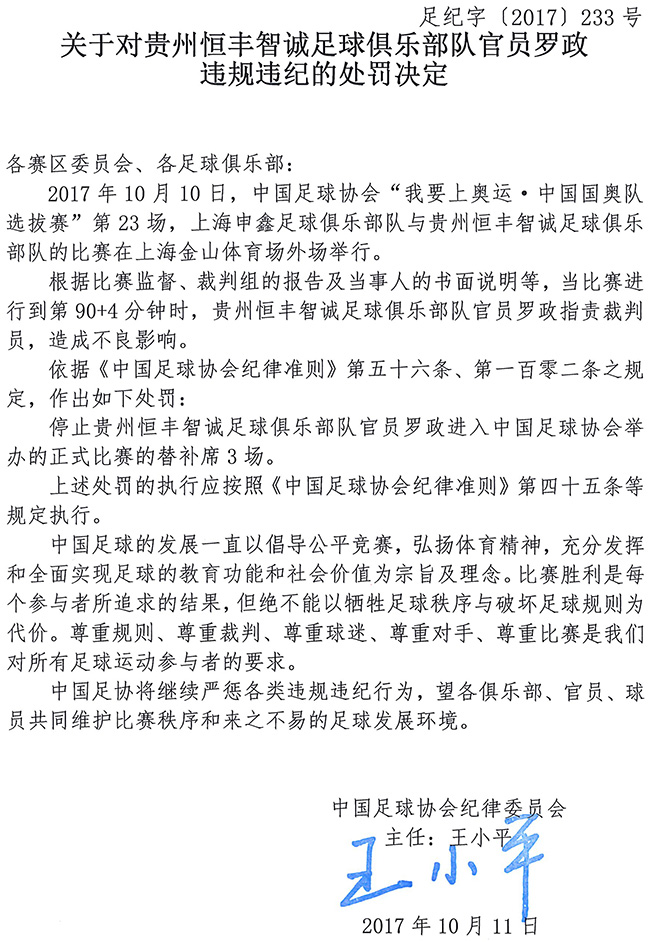 足纪字〔2017〕233号
关于对贵州恒丰智诚足球俱乐部队官员罗政
违规违纪的处罚决定
各赛区委员会、各足球俱乐部：
2017年10月10日，中国足球协会“我要上奥运·中国国奥队
选拔赛”第23场，上海申鑫足球俱乐部队与贵州恒丰智诚足球俱乐
部队的比赛在上海金山体育场外场举行。
根据比赛监督、裁判组的报告及当事人的书面说明等，当比赛进
行到第90+4分钟时，贵州恒丰智诚足球俱乐部队官员罗政指责裁判
员，造成不良影响。
依据《中国足球协会纪律准则》第五十六条、第一百零二条之规
定，作出如下处罚：
停止贵州恒丰智诚足球俱乐部队官员罗政进入中国足球协会举
办的正式比赛的替补席3场。
上述处罚的执行应按照《中国足球协会纪律准则》第四十五条等
规定执行。
中国足球的发展一直以倡导公平竞赛，弘扬体育精神，充分发挥
和全面实现足球的教育功能和社会价值为宗旨及理念。比赛胜利是每
个参与者所追求的结果，但绝不能以牺牲足球秩序与破坏足球规则为
代价。尊重规则、尊重裁判、尊重球迷、尊重对手、尊重比赛是我们
对所有足球运动参与者的要求。
中国足协将继续严惩各类违规违纪行为，望各俱乐部、官员、球
员共同维护比赛秩序和来之不易的足球发展环境。
中国足球协会纪律委员会
主任：王小平
王小平
2017年10月11日